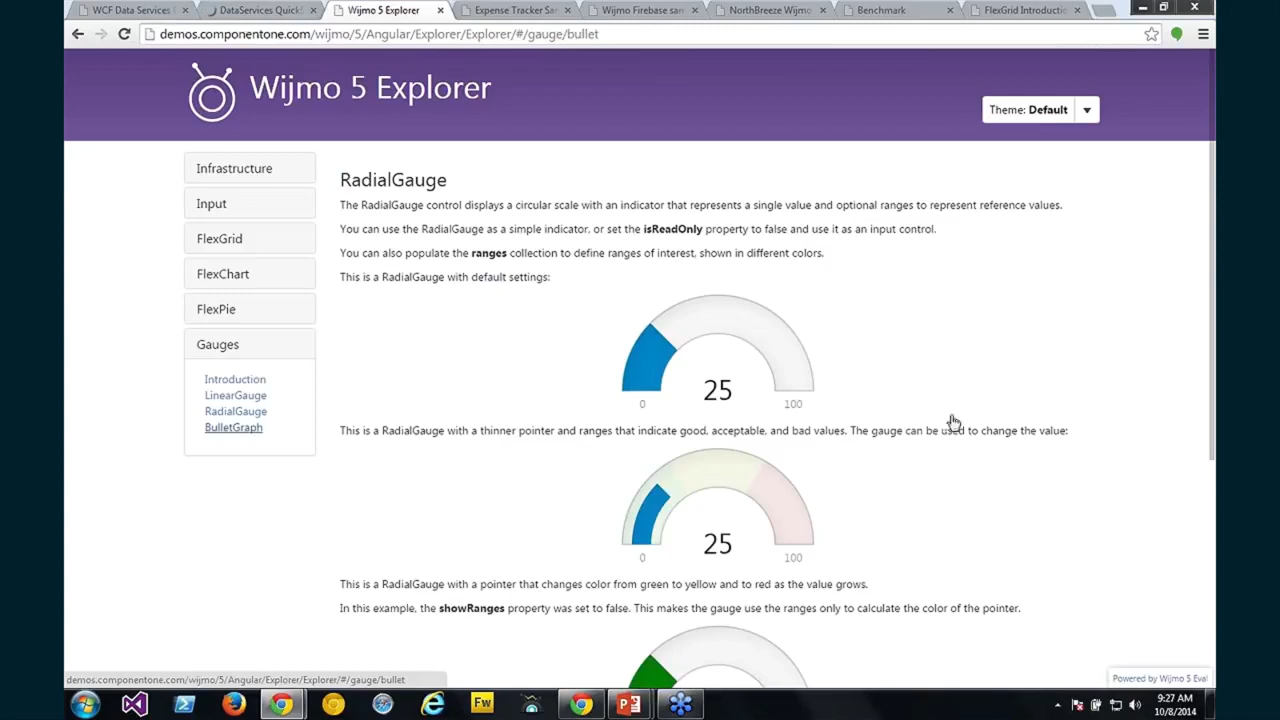 WCF Data Services
DataServices Quick
Wijmo 5 Explorer
Expense Tracker Sar
Wijmo Firebase sam
NorthBreeze Wijmo
Benchmark
FlexGrid Introductio
demos.componentone.com/wijmo/5/Angular/Explorer/Explorer/#/gauge/bullet
Wijmo 5 Explorer
Theme: Default
Infrastructure
Input
FlexGrid
FlexChart
FlexPie
Gauges
Introduction
LinearGauge
RadialGauge
BulletGraph
RadialGauge
The RadialGauge control displays a circular scale with an indicator that represents a single value and optional ranges to represent reference values.
You can use the RadialGauge as a simple indicator, or set the isReadOnly property to false and use it as an input control.
You can also populate the ranges collection to define ranges of interest, shown in different colors.
This is a RadialGauge with default settings:
25
0 100
This is a RadialGauge with a thinner pointer and ranges that indicate good, acceptable, and bad values. The gauge can be used to change the value:
25
0 100
This is a RadialGauge with a pointer that changes color from green to yellow and to red as the value grows.
In this example, the showRanges property was set to false. This makes the gauge use the ranges only to calculate the color of the pointer.
demos.componentone.com/wijmo/5/Angular/Explorer/Explorer/#/gauge/bullet
Powered by Wijmo 5 Eval
Fw
9:27 AM
10/8/2014